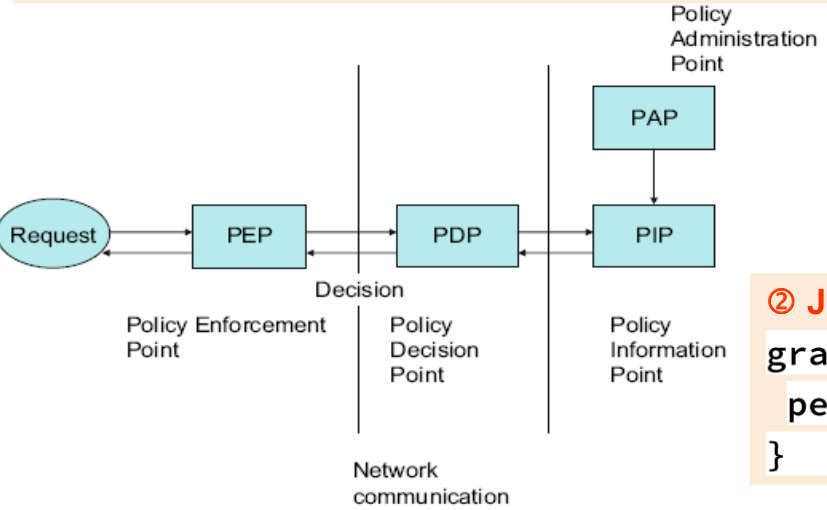 Policy
Administration
Point
PAP
Request
PEP
PDP
PIP
Decision
Policy Enforcement
Point
Policy
Decision
Point
Policy
Information
Point
Network
communication
② J
gra
pe
}